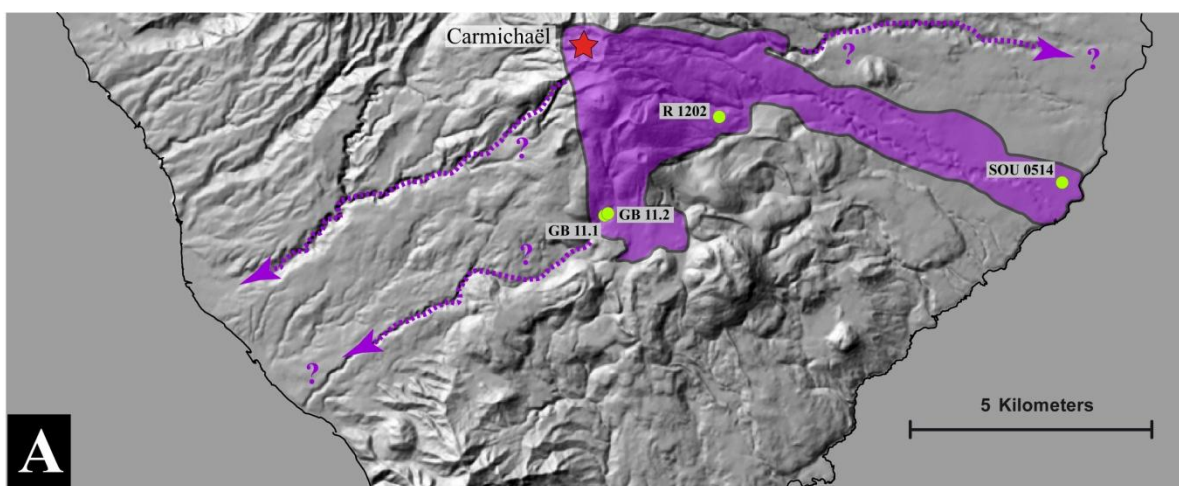 Carmichaël
?
?
R 1202
?
SOU 0514
GB 11.2
GB 11.1
?
?
5 Kilometers
A